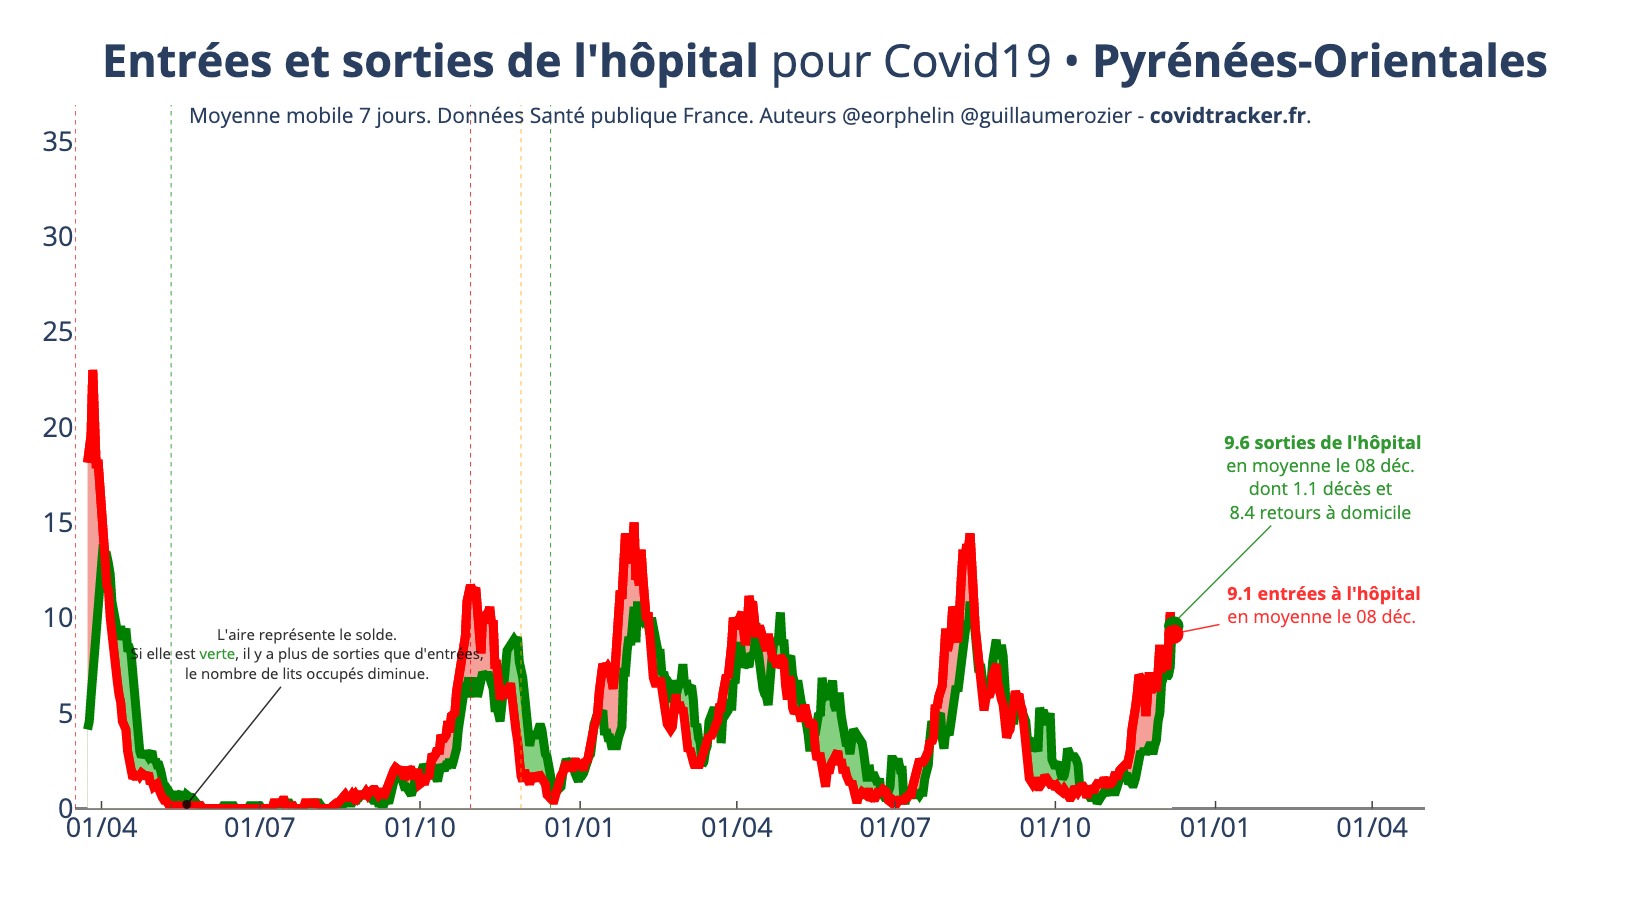 Entrées et sorties de l'hôpital pour Covid19 • Pyrénées-Orientales
Moyenne mobile 7 jours. Données Santé publique France. Auteurs @eorphelin @guillaumerozier - covidtracker.fr.
35
30
25
20
15
10
5
0
9.6 sorties de l'hôpital
en moyenne le 08 déc.
dont 1.1 décès et
8.4 retours à domicile
9.1 entrées à l'hôpital
en moyenne le 08 déc.
L'aire représente le solde.
Si elle est verte, il y a plus de sorties que d'entrées,
le nombre de lits occupés diminue.
01/04 01/07 01/10 01/01 01/04 01/07 01/10 01/01 01/04